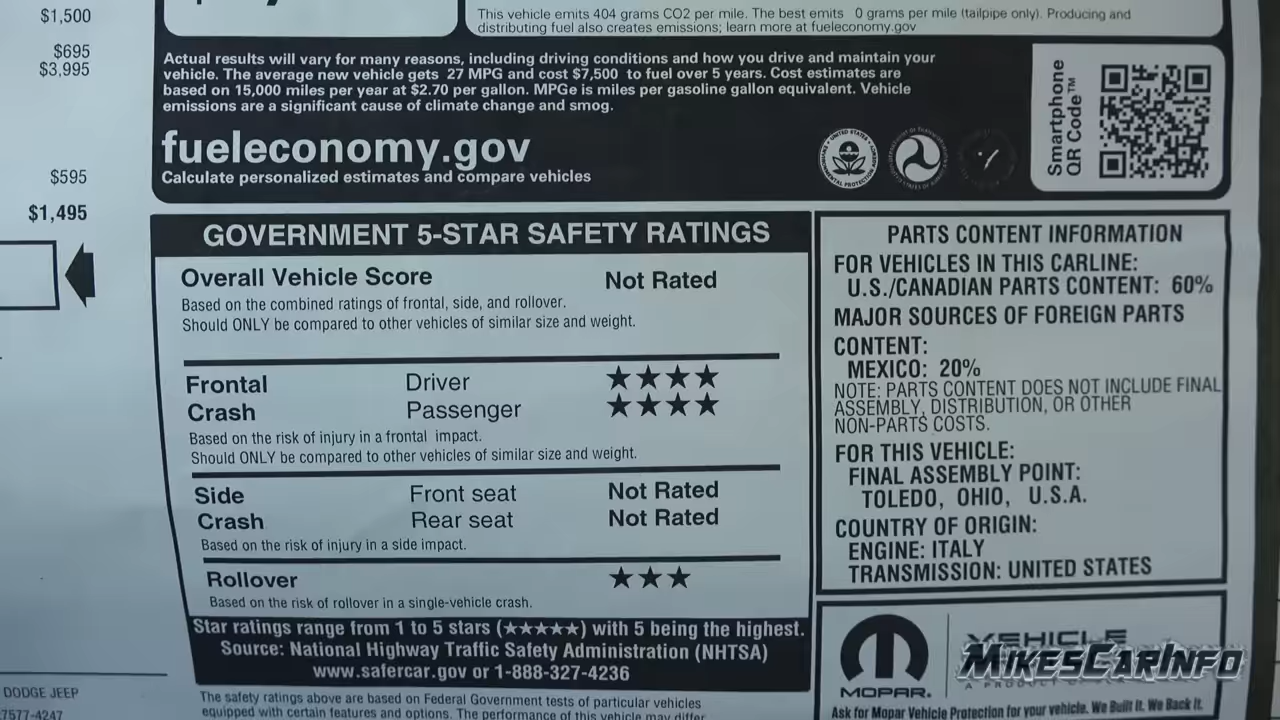 $1,500
$695
$3,995
$595
$1,495
DODGE JEEP
7577-4247
This vehicle emits 404 grams CO2 per mile. The best emits 0 grams per mile (tailpipe only). Producing and
distributing fuel also creates emissions; learn more at fueleconomy.gov
Actual results will vary for many reasons, including driving conditions and how you drive and maintain your
vehicle. The average new vehicle gets 27 MPG and cost $7,500 to fuel over 5 years. Cost estimates are
based on 15,000 miles per year at $2.70 per gallon. MPGe is miles per gasoline gallon equivalent. Vehicle
emissions are a significant cause of climate change and smog.
fueleconomy.gov
Calculate personalized estimates and compare vehicles
Smartphone
QR Code™
GOVERNMENT 5-STAR SAFETY RATINGS
Overall Vehicle Score Not Rated
Based on the combined ratings of frontal, side, and rollover.
Should ONLY be compared to other vehicles of similar size and weight.
Frontal Driver ★★★★
Crash Passenger ★★★★
Based on the risk of injury in a frontal impact.
Should ONLY be compared to other vehicles of similar size and weight.
Side Front seat Not Rated
Crash Rear seat Not Rated
Based on the risk of injury in a side impact.
Rollover ★★★
Based on the risk of rollover in a single-vehicle crash.
Star ratings range from 1 to 5 stars (★★★★★) with 5 being the highest.
Source: National Highway Traffic Safety Administration (NHTSA)
www.safercar.gov or 1-888-327-4236
The safety ratings above are based on Federal Government tests of particular vehicles
equipped with certain features and options. The performance of this vehicle may differ
PARTS CONTENT INFORMATION
FOR VEHICLES IN THIS CARLINE:
U.S./CANADIAN PARTS CONTENT: 60%
MAJOR SOURCES OF FOREIGN PARTS
CONTENT:
MEXICO: 20%
NOTE: PARTS CONTENT DOES NOT INCLUDE FINAL
ASSEMBLY, DISTRIBUTION, OR OTHER
NON-PARTS COSTS.
FOR THIS VEHICLE:
FINAL ASSEMBLY POINT:
TOLEDO, OHIO, U.S.A.
COUNTRY OF ORIGIN:
ENGINE: ITALY
TRANSMISSION: UNITED STATES
MOPAR.
VEHICLE
MIKESCARINFO
A PRODUCT OF
Ask for Mopar Vehicle Protection for your vehicle. We Built It. We Back It.